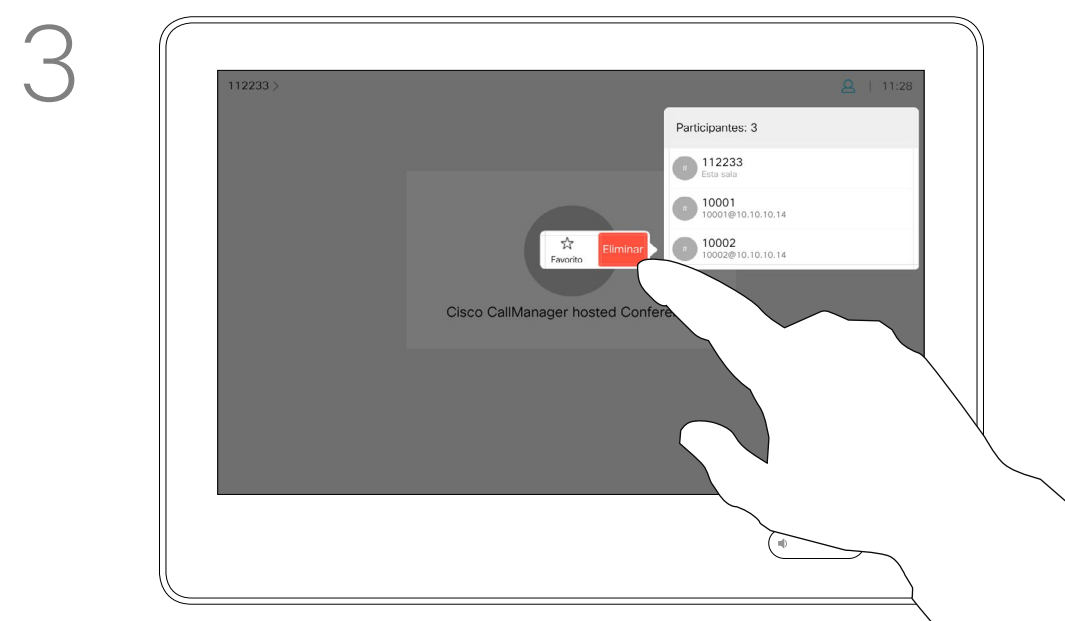 3
112233 >
| 11:28
Participantes: 3
# 112233
Esta sala
# 10001
10001@10.10.10.14
# 10002
10002@10.10.10.14
Favorito
Eliminar
Cisco CallManager hosted Confere